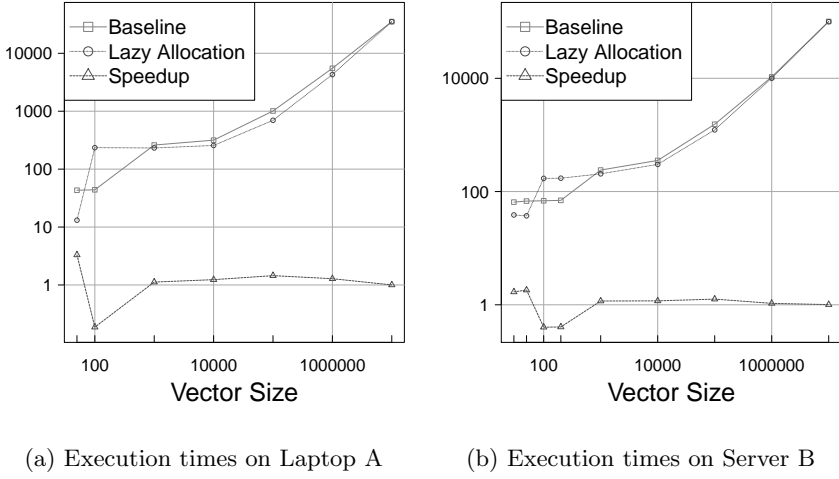 Baseline
Lazy Allocation
Speedup
10000
1000
100
10
1
100
10000
1000000
Vector Size
(a) Execution times on Laptop A
Baseline
Lazy Allocation
Speedup
10000
100
1
100
10000
1000000
Vector Size
(b) Execution times on Server B